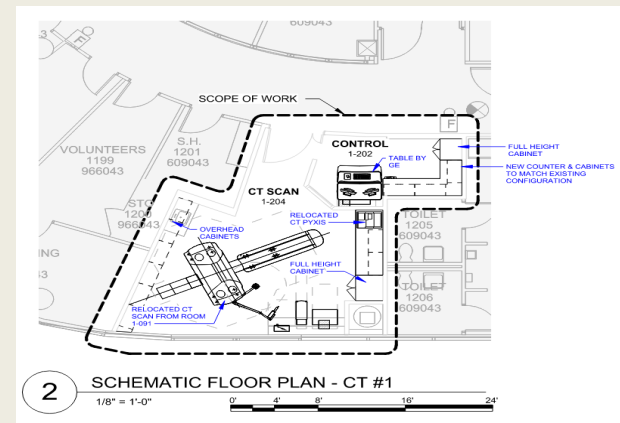 609043
F
SCOPE OF WORK
F
VOLUNTEERS
1199
966043
S.H.
1201
609043
CONTROL
1-202
TABLE BY
GE
FULL HEIGHT
CABINET
NEW COUNTER & CABINETS
TO MATCH EXISTING
CONFIGURATION
CT SCAN
1-204
STO
1200
966043
OVERHEAD
CABINETS
RELOCATED
CT PYXIS
TOILET
1205
609043
NG
43
FULL HEIGHT
CABINET
TOILET
1206
609043
RELOCATED CT
SCAN FROM ROOM
1-091
2
SCHEMATIC FLOOR PLAN - CT #1
1/8" = 1'-0"
0' 4' 8' 16' 24'